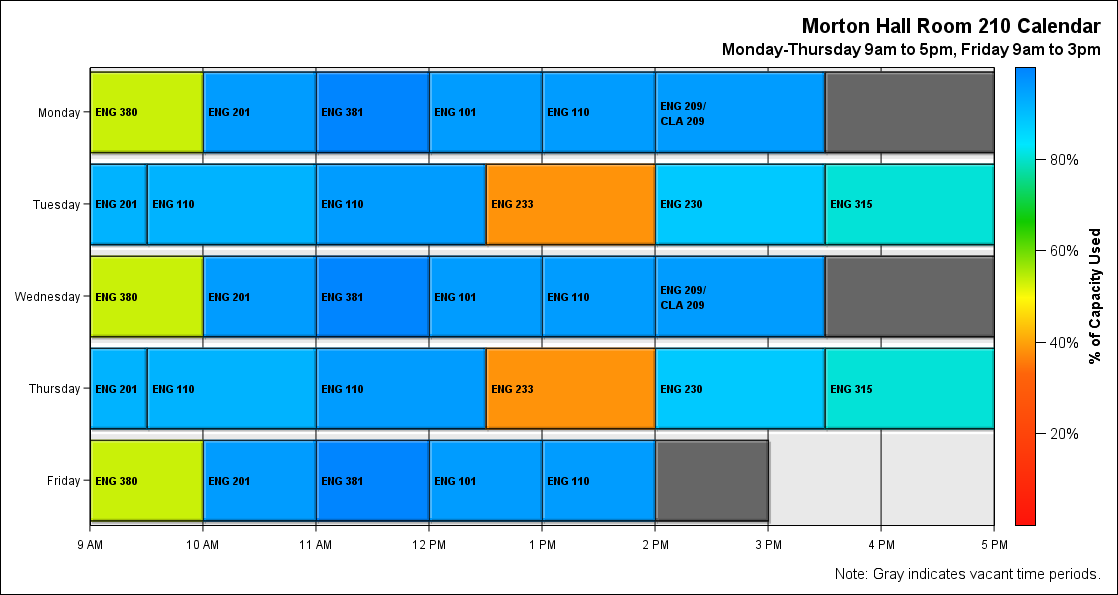 Morton Hall Room 210 Calendar
Monday-Thursday 9am to 5pm, Friday 9am to 3pm
Monday
ENG 380
ENG 201
ENG 381
ENG 101
ENG 110
ENG 209/
CLA 209
Tuesday
ENG 201
ENG 110
ENG 110
ENG 233
ENG 230
ENG 315
Wednesday
ENG 380
ENG 201
ENG 381
ENG 101
ENG 110
ENG 209/
CLA 209
Thursday
ENG 201
ENG 110
ENG 110
ENG 233
ENG 230
ENG 315
Friday
ENG 380
ENG 201
ENG 381
ENG 101
ENG 110
9 AM
10 AM
11 AM
12 PM
1 PM
2 PM
3 PM
4 PM
5 PM
80%
60%
40%
20%
% of Capacity Used
Note: Gray indicates vacant time periods.